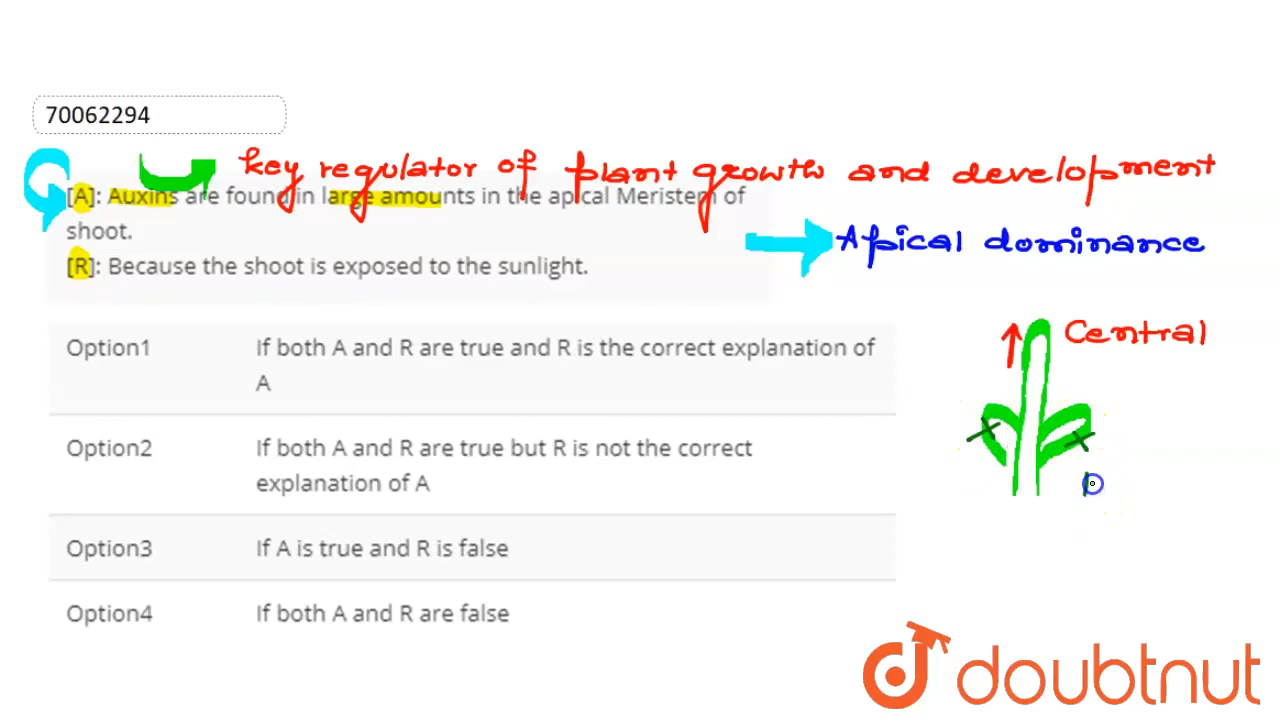 70062294
key regulator of plant growth and development
[A]: Auxins are found in large amounts in the apical Meristem of
shoot.
Apical dominance
[R]: Because the shoot is exposed to the sunlight.
Central
Option1 If both A and R are true and R is the correct explanation of
A
Option2 If both A and R are true but R is not the correct
explanation of A
Option3 If A is true and R is false
Option4 If both A and R are false
doubtnut